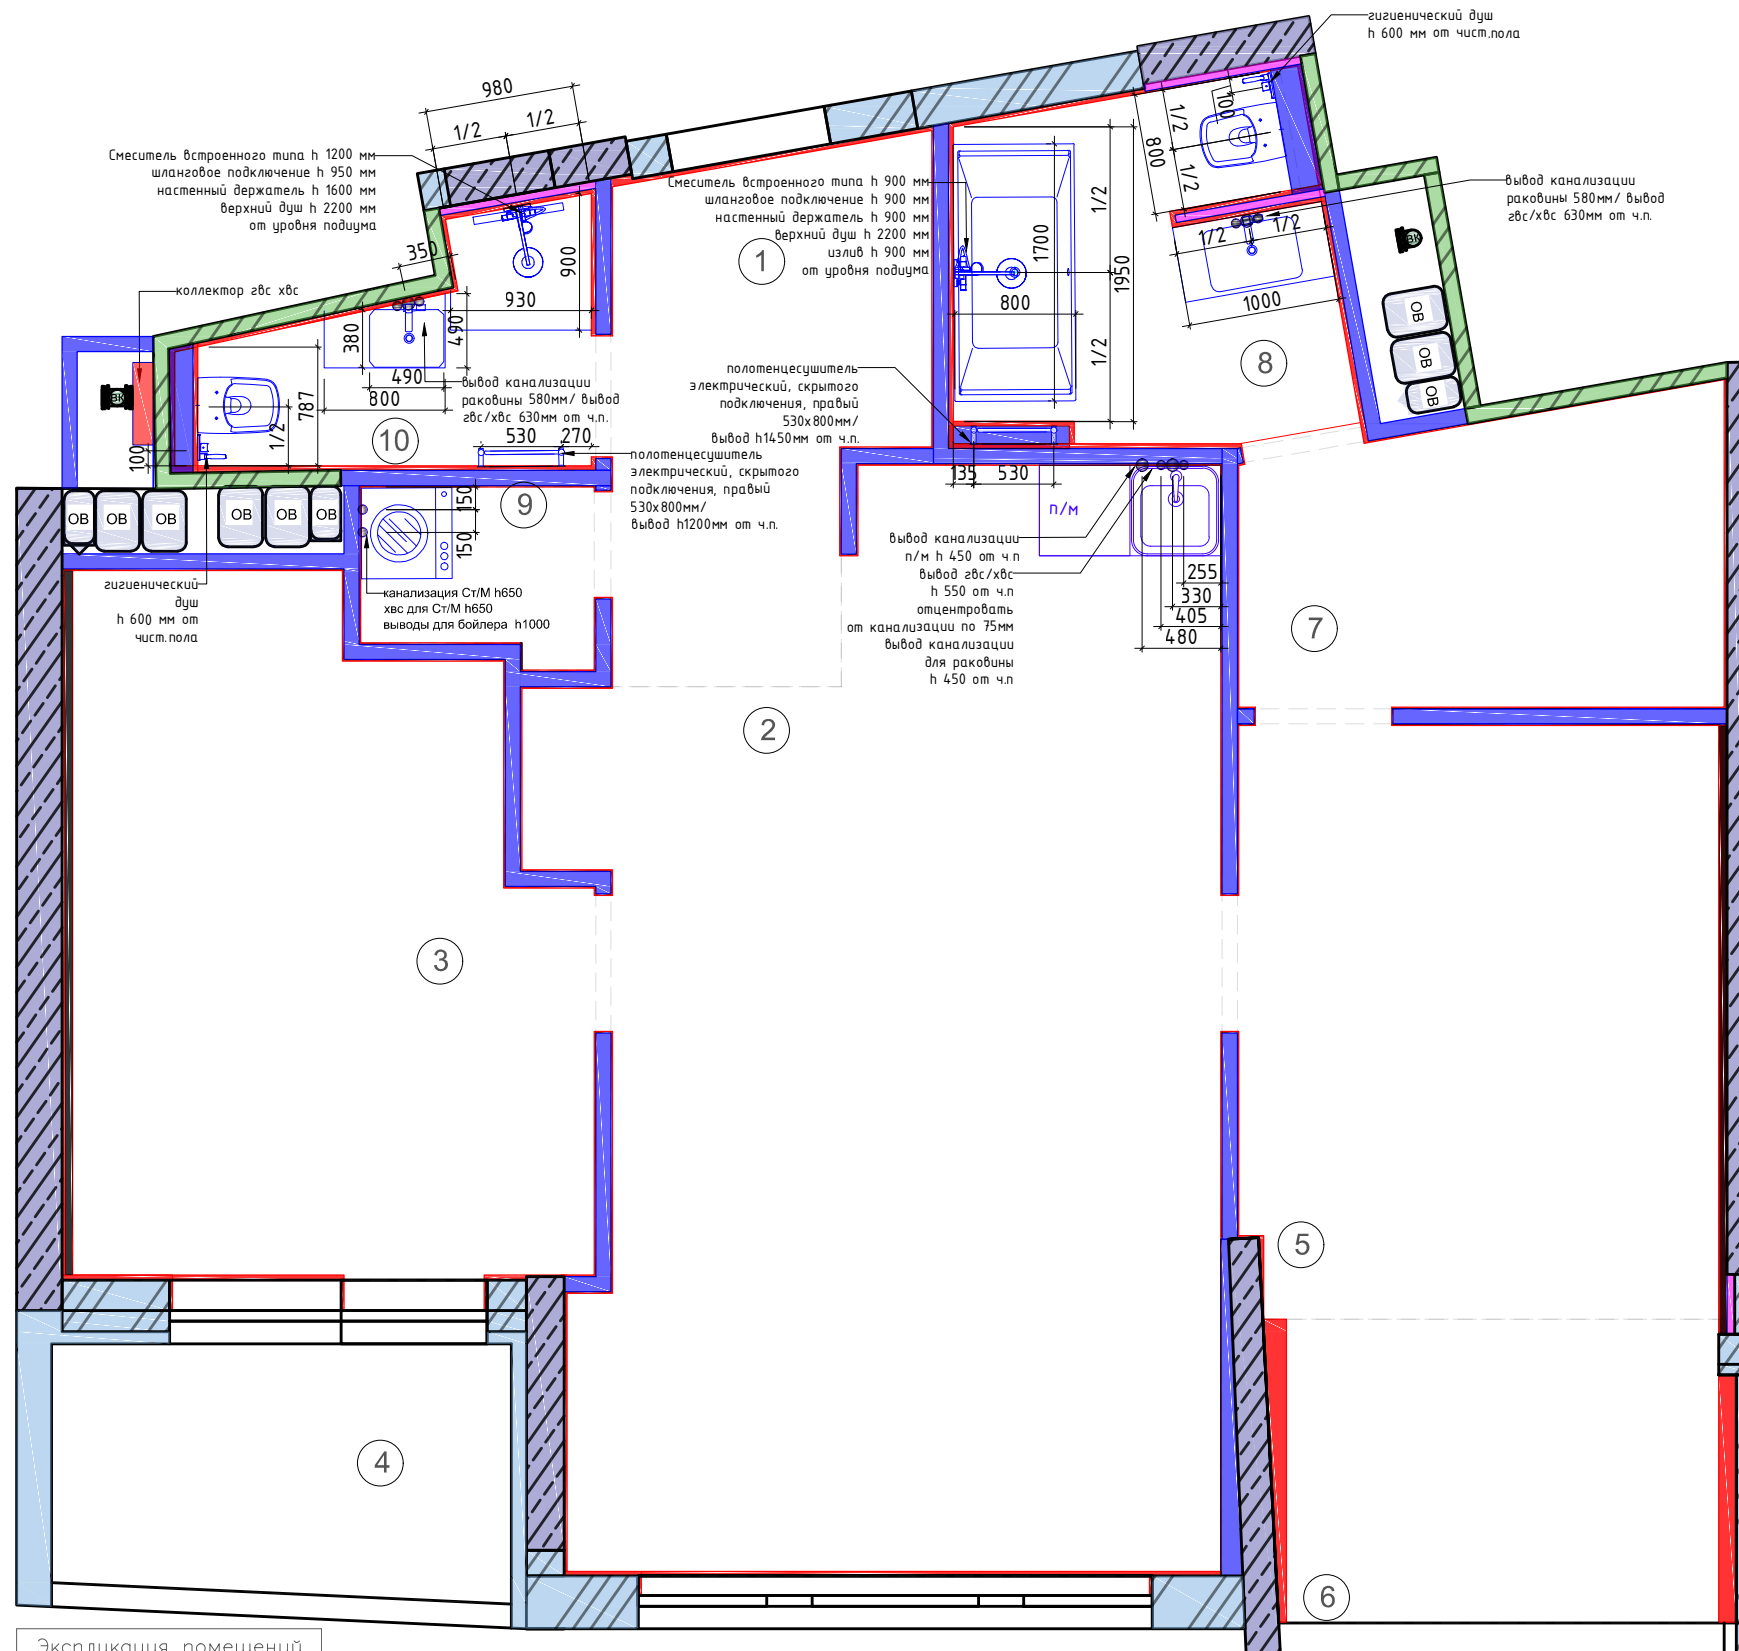 гигиенический душ
h 600 мм от чист.пола
980
1/2
1/2
Смеситель встроенного типа h 1200 мм
шланговое подключение h 950 мм
настенный держатель h 1600 мм
верхний душ h 2200 мм
от уровня подиума
Смеситель встроенного типа h 900 мм
шланговое подключение h 900 мм
настенный держатель h 900 мм
верхний душ h 2200 мм
излив h 900 мм
от уровня подиума
1/2
100
800
1/2
вывод канализации
раковины 580мм/ вывод
гвс/хвс 630мм от ч.п.
1/2
1/2
1/2
1700
1950
800
1/2
1000
ВК
ОВ
ОВ
ОВ
350
900
930
1
8
коллектор гвс хвс
380
490
490
800
787
1/2
100
ВК
10
530
270
вывод канализации
раковины 580мм/ вывод
гвс/хвс 630мм от ч.п.
полотенцесушитель
электрический, скрытого
подключения, правый
530х800мм/
вывод h1450мм от ч.п.
полотенцесушитель
электрический, скрытого
подключения, правый
530х800мм/
вывод h1200мм от ч.п.
135
530
9
150
150
ОВ
ОВ
ОВ
ОВ
ОВ
ОВ
п/м
вывод канализации
п/м h 450 от ч.п
вывод гвс/хвс
h 550 от ч.п
отцентровать
от канализации по 75мм
вывод канализации
для раковины
h 450 от ч.п
255
330
405
480
гигиенический
душ
h 600 мм от
чист.пола
канализация Ст/М h650
хвс для Ст/М h650
выводы для бойлера h1000
7
2
3
5
4
6
Экспликация помещений